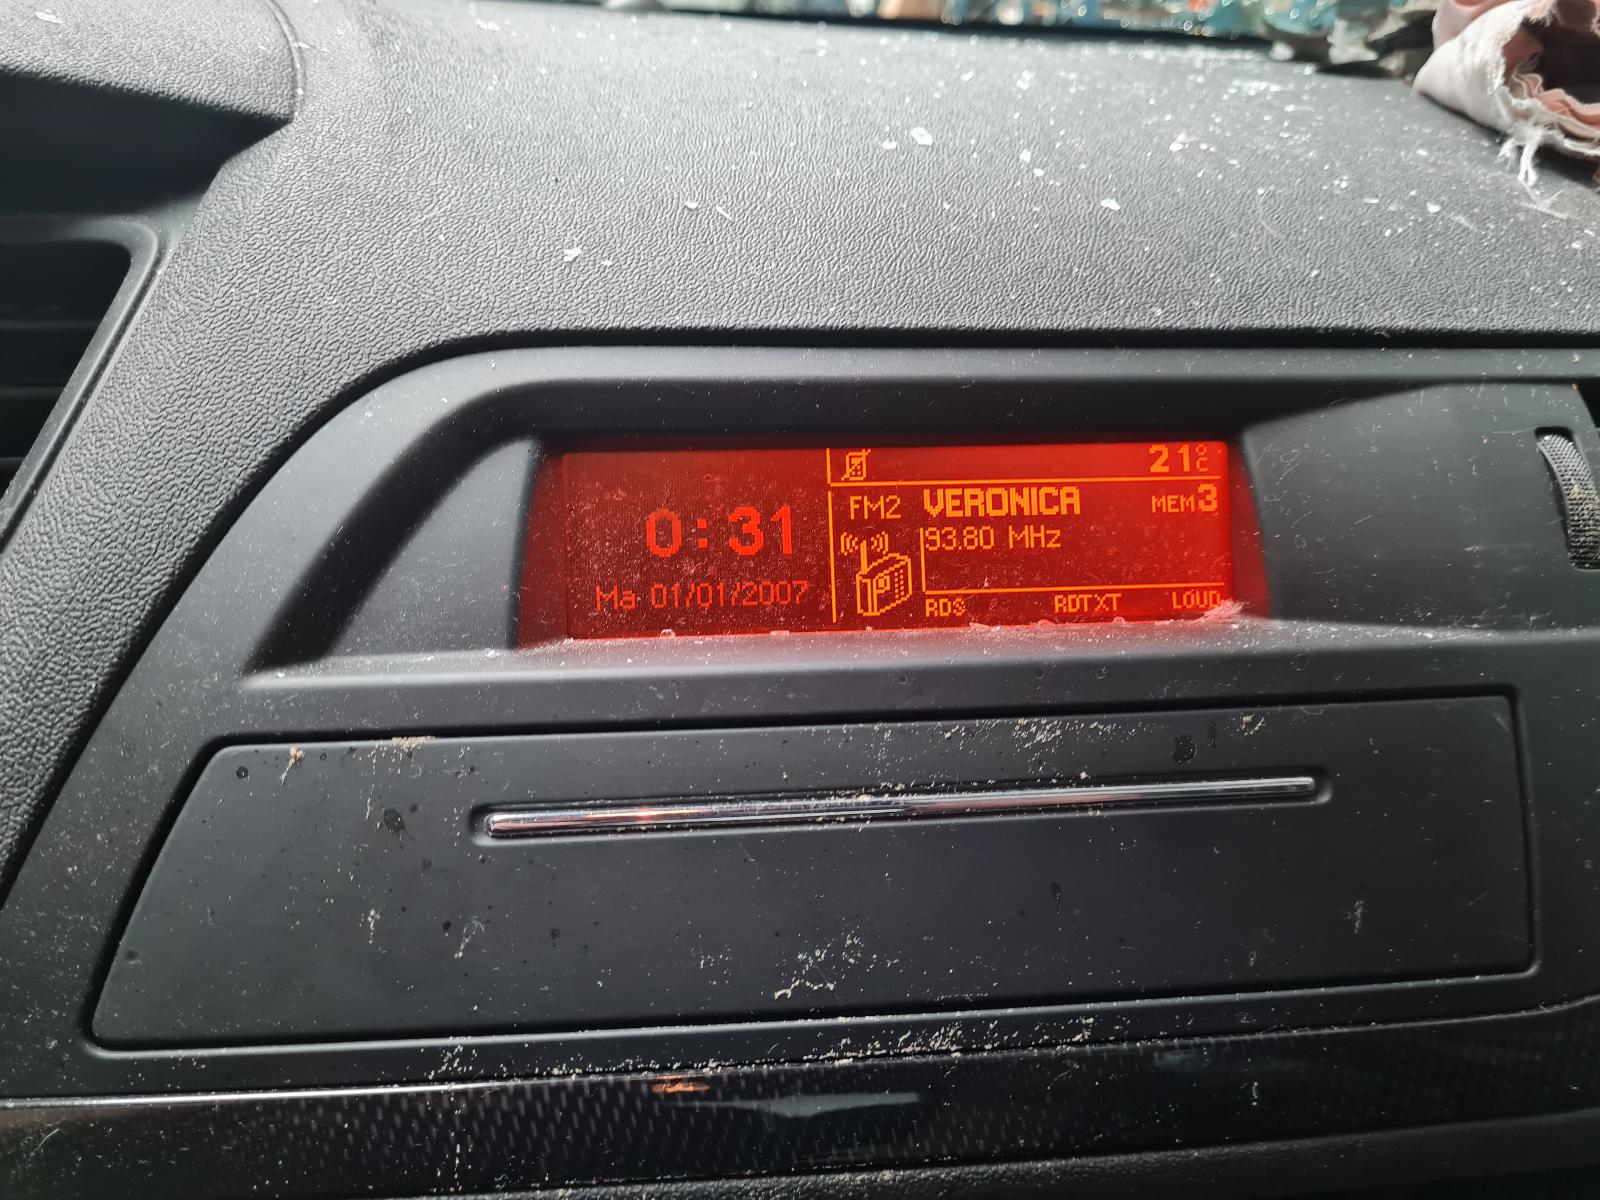 21°C
0:31
Ma 01/01/2007
FM2 VERONICA MEM3
93.80 MHz
RDS RDTXT LOUD